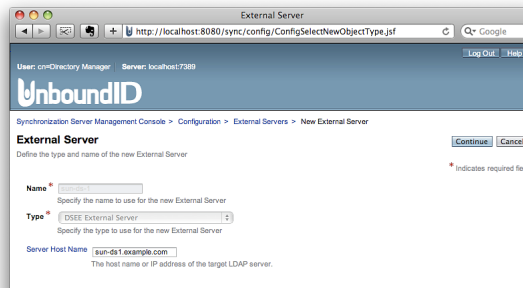 External Server
http://localhost:8080/sync/config/ConfigSelectNewObjectType.jsf
Google
Log Out Help
User: cn=Directory Manager Server: localhost:7389
UnboundID
Synchronization Server Management Console > Configuration > External Servers > New External Server
External Server
Continue Cancel
Define the type and name of the new External Server
* Indicates required fie
Name * sun-ds-1
Specify the name to use for the new External Server
Type * DSEE External Server
Specify the type to use for the new External Server
Server Host Name sun-ds1.example.com
The host name or IP address of the target LDAP server.